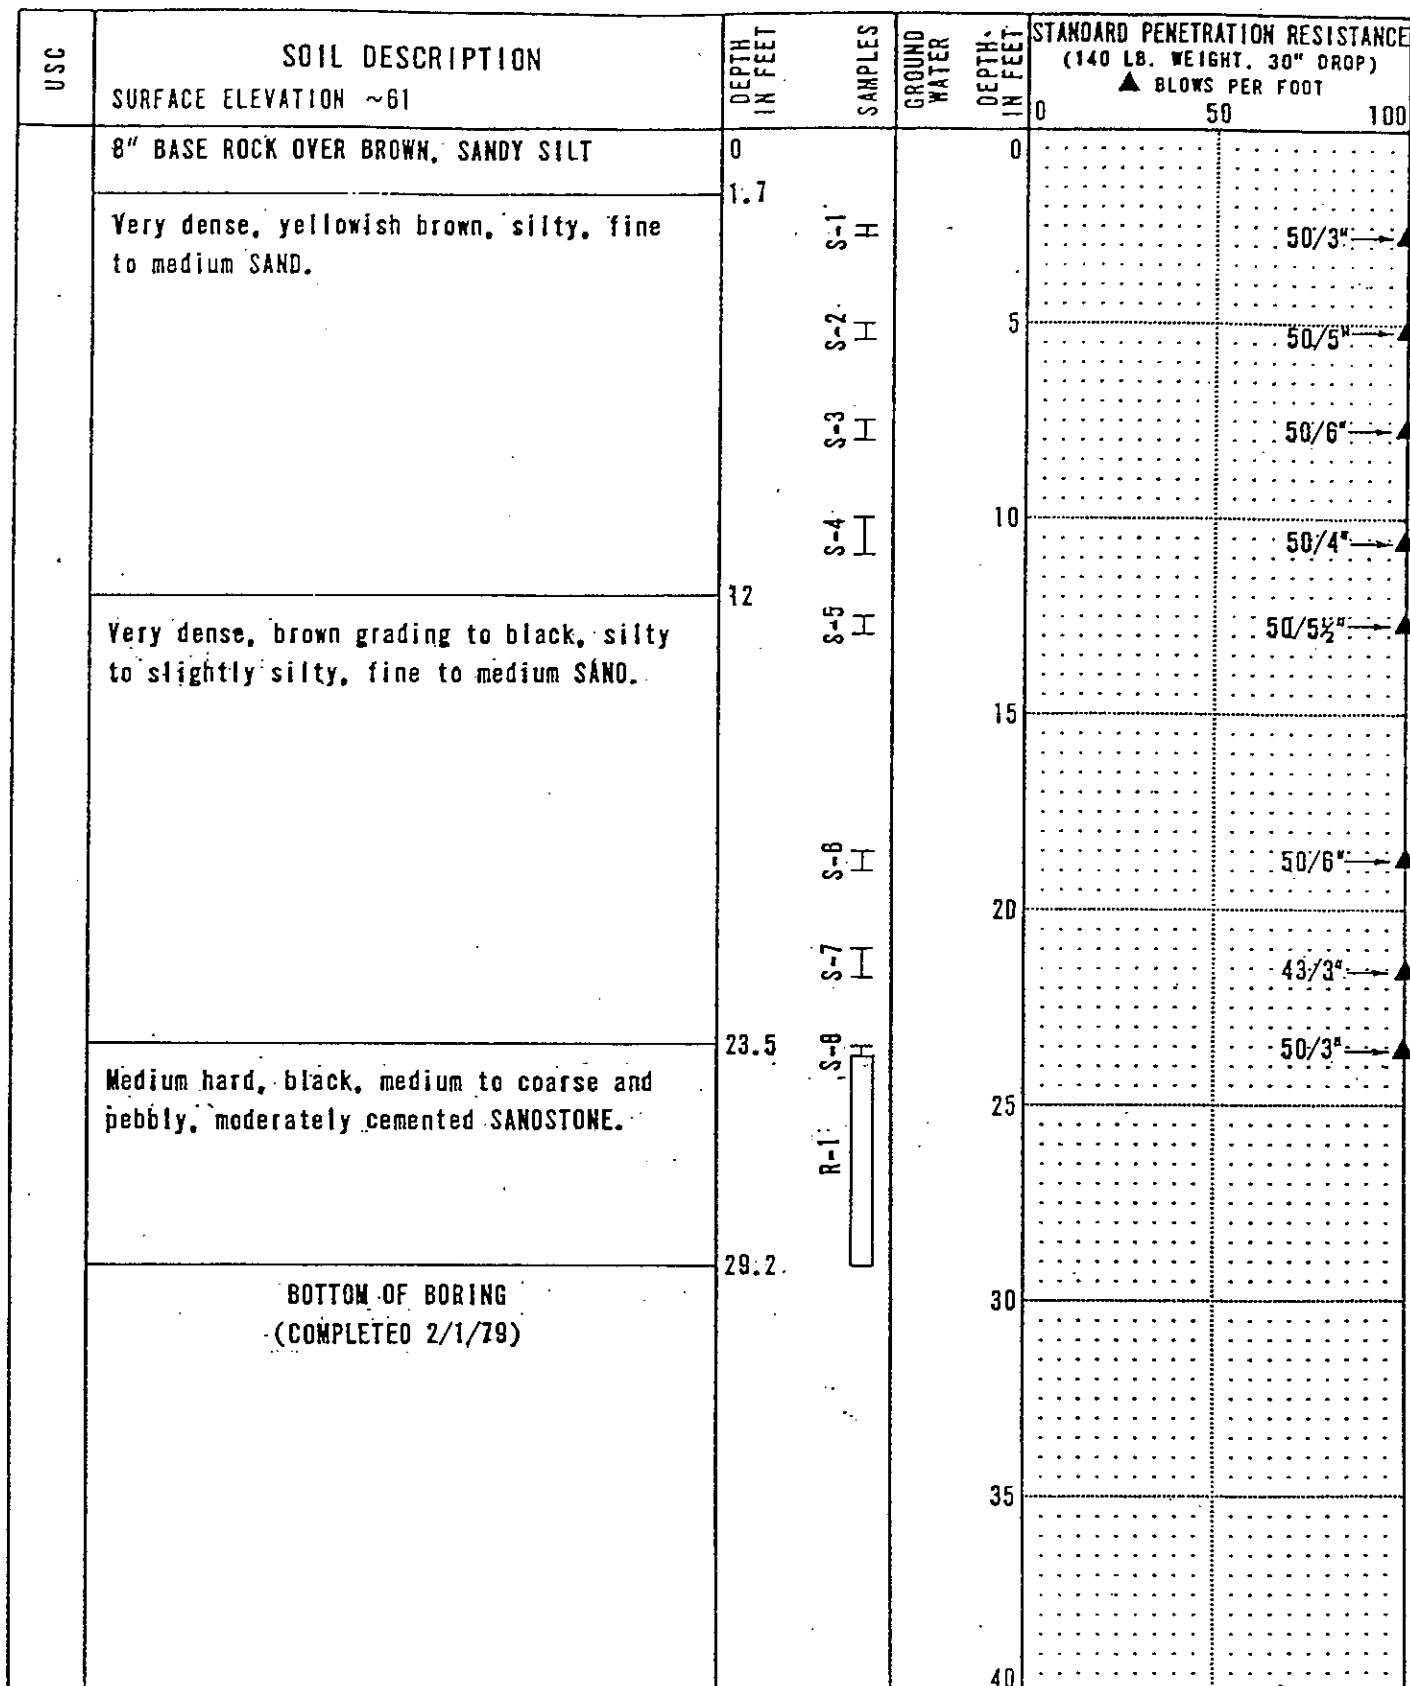 USC
SOIL DESCRIPTION
SURFACE ELEVATION ~61
DEPTH
IN FEET
SAMPLES
GROUND
WATER
DEPTH
IN FEET
STANDARD PENETRATION RESISTANCE
(140 LB. WEIGHT. 30" DROP)
▲ BLOWS PER FOOT
0 50 100
8" BASE ROCK OVER BROWN, SANDY SILT
0
0
1.7
Very dense, yellowish brown, silty, fine
to medium SAND.
S-1
50/3"
S-2
5
50/5"
S-3
50/6"
S-4
10
50/4"
12
Very dense, brown grading to black, silty
to slightly silty, fine to medium SAND.
S-5
50/5½"
15
S-6
50/6"
20
S-7
43/3"
23.5
S-8
50/3"
Medium hard, black, medium to coarse and
pebbly, moderately cemented SANDSTONE.
25
R-1
29.2
BOTTOM OF BORING
(COMPLETED 2/1/79)
30
35
40